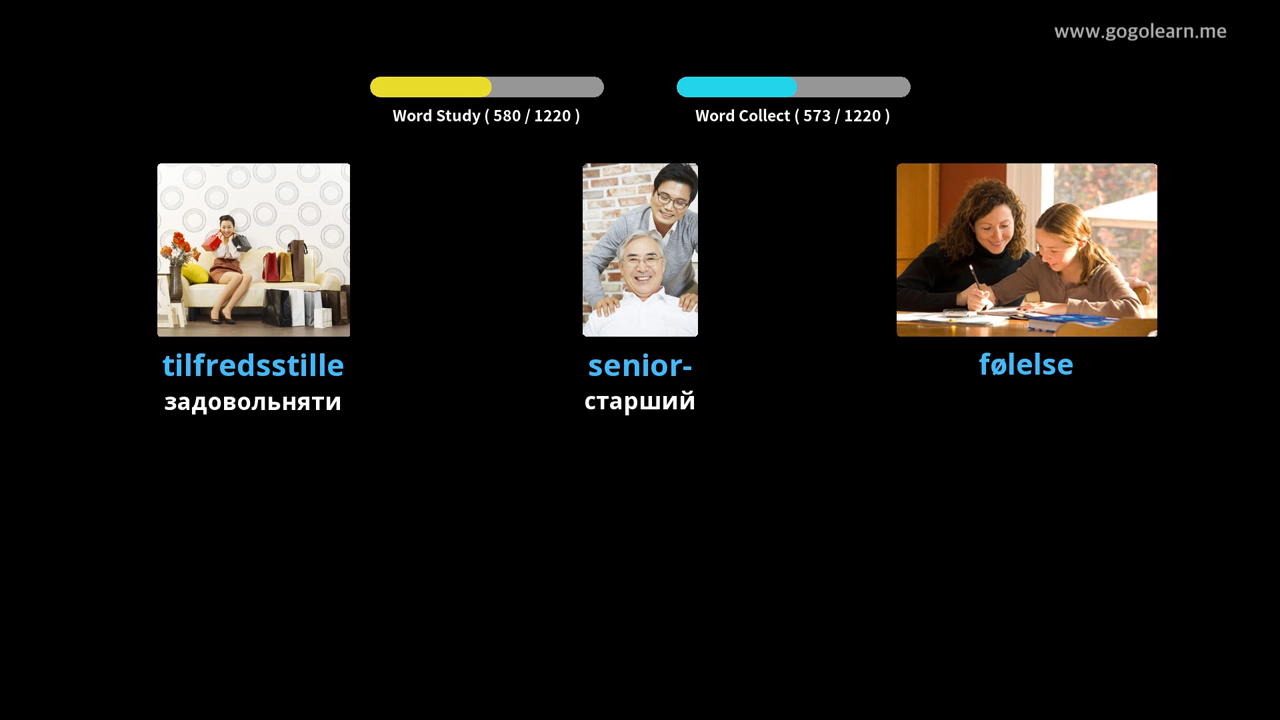 www.gogolearn.me
Word Study ( 580 / 1220 )
Word Collect ( 573 / 1220 )
tilfredsstille
задовольняти
senior-
старший
følelse